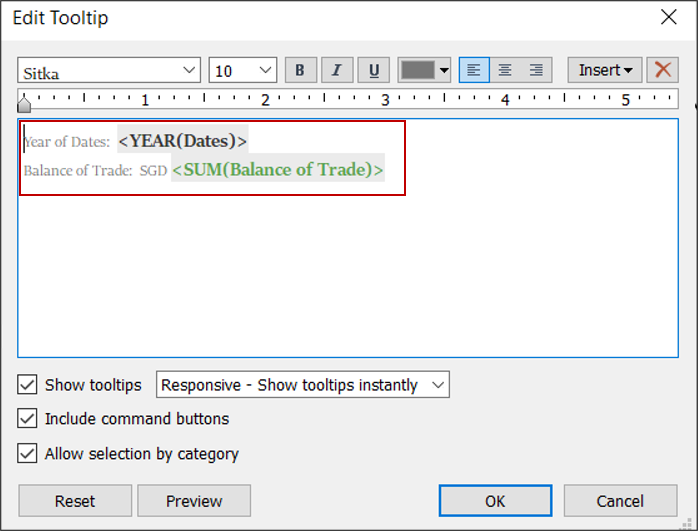 Edit Tooltip
Sitka 10 B I U Insert
1 2 3 4 5
Year of Dates: <YEAR(Dates)>
Balance of Trade: SGD <SUM(Balance of Trade)>
Show tooltips Responsive - Show tooltips instantly
Include command buttons
Allow selection by category
Reset Preview OK Cancel